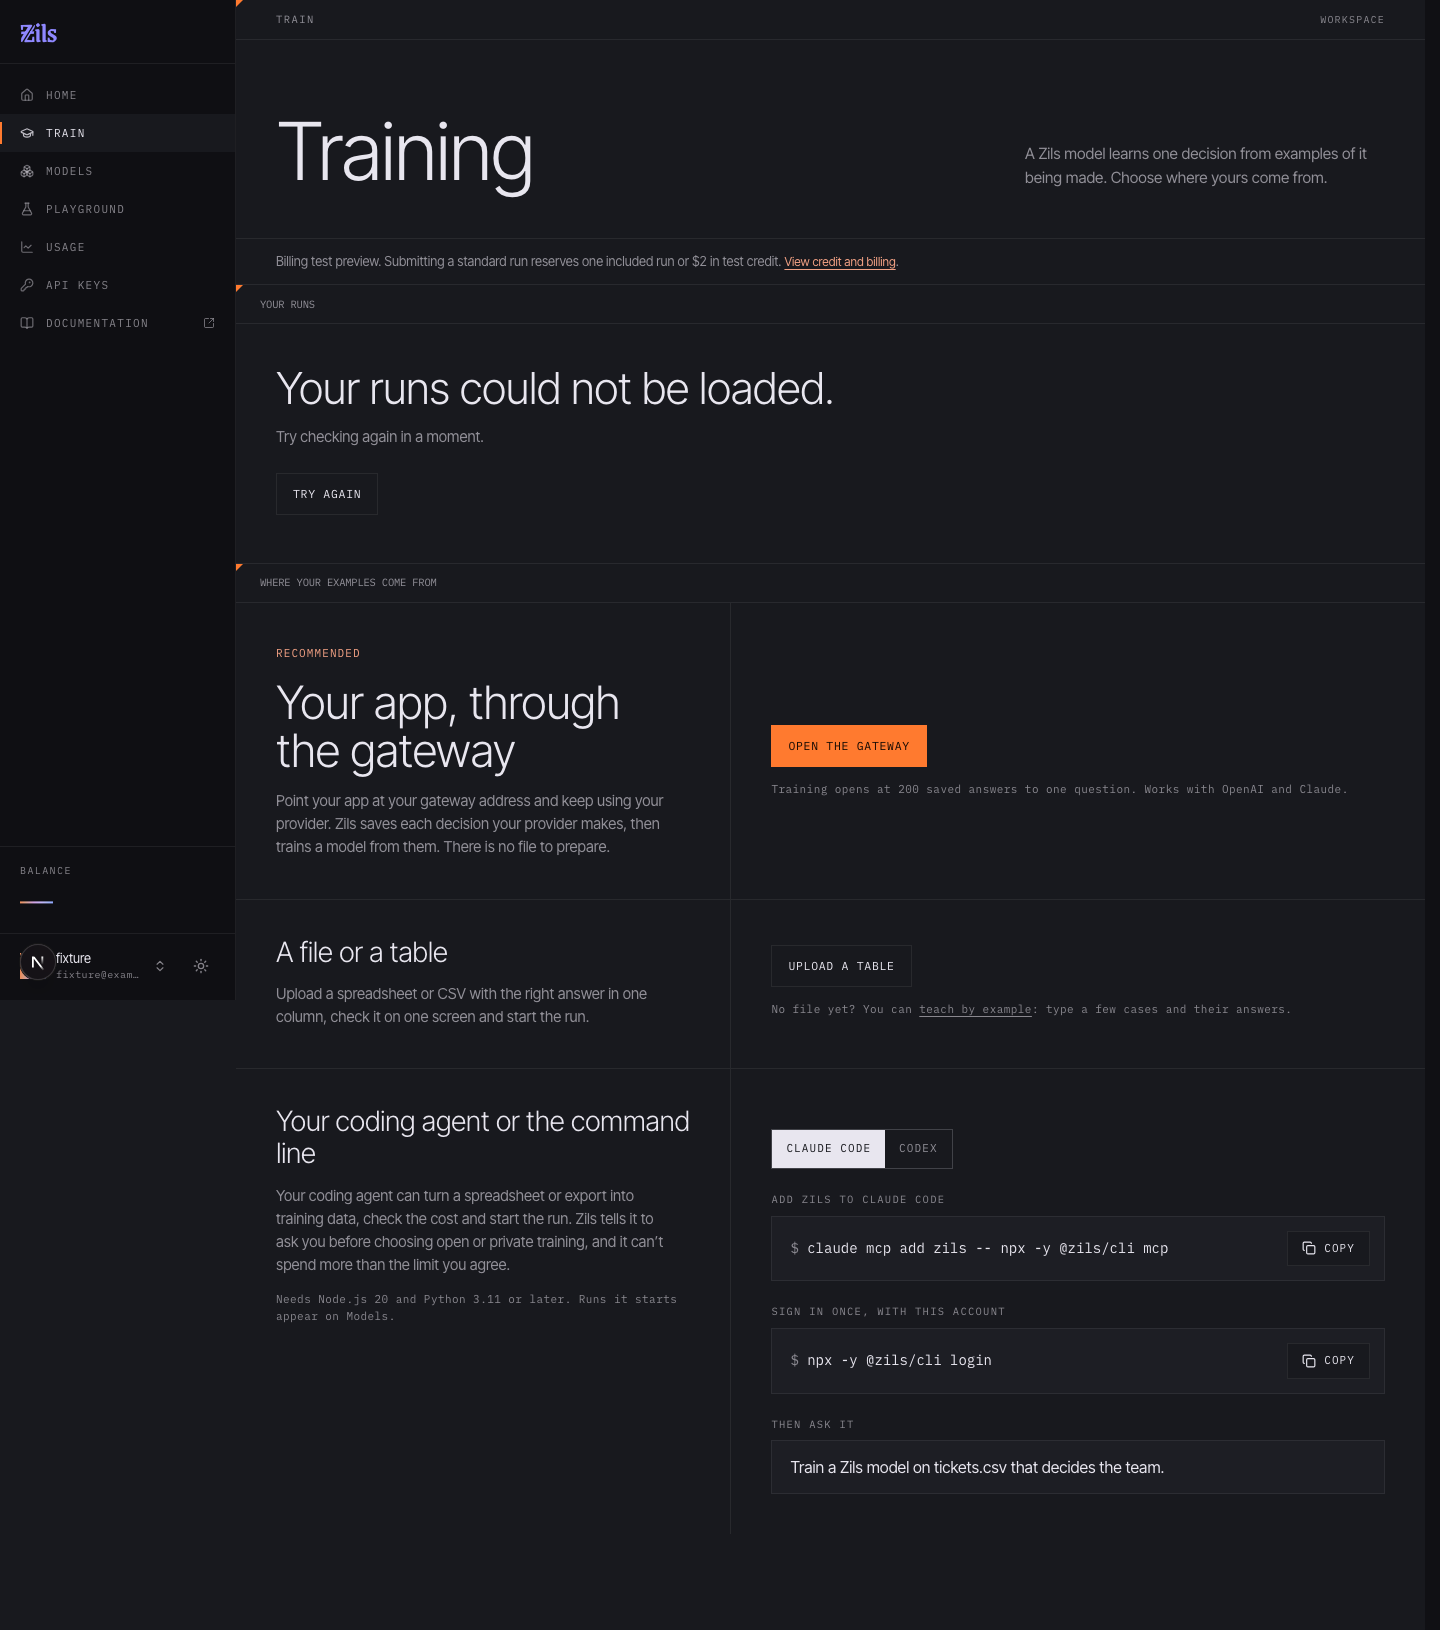 Zils
HOME
TRAIN
MODELS
PLAYGROUND
USAGE
API KEYS
DOCUMENTATION
BALANCE
N
fixture
fixture@exam…
TRAIN
WORKSPACE
Training
A Zils model learns one decision from examples of it
being made. Choose where yours come from.
Billing test preview. Submitting a standard run reserves one included run or $2 in test credit. View credit and billing.
YOUR RUNS
Your runs could not be loaded.
Try checking again in a moment.
TRY AGAIN
WHERE YOUR EXAMPLES COME FROM
RECOMMENDED
Your app, through
the gateway
Point your app at your gateway address and keep using your
provider. Zils saves each decision your provider makes, then
trains a model from them. There is no file to prepare.
OPEN THE GATEWAY
Training opens at 200 saved answers to one question. Works with OpenAI and Claude.
A file or a table
Upload a spreadsheet or CSV with the right answer in one
column, check it on one screen and start the run.
UPLOAD A TABLE
No file yet? You can teach by example: type a few cases and their answers.
Your coding agent or the command
line
Your coding agent can turn a spreadsheet or export into
training data, check the cost and start the run. Zils tells it to
ask you before choosing open or private training, and it can’t
spend more than the limit you agree.
Needs Node.js 20 and Python 3.11 or later. Runs it starts
appear on Models.
CLAUDE CODE
CODEX
ADD ZILS TO CLAUDE CODE
$ claude mcp add zils -- npx -y @zils/cli mcp
COPY
SIGN IN ONCE, WITH THIS ACCOUNT
$ npx -y @zils/cli login
COPY
THEN ASK IT
Train a Zils model on tickets.csv that decides the team.